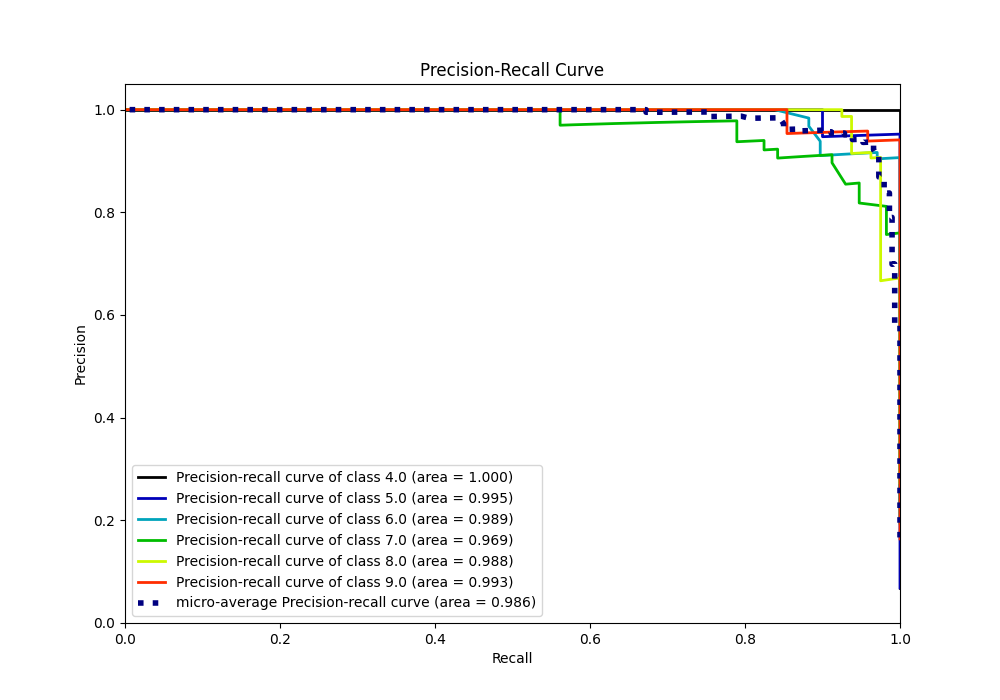 Precision-Recall Curve
1.0
0.8
0.6
0.4
0.2
0.0
Precision
Precision-recall curve of class 4.0 (area = 1.000)
Precision-recall curve of class 5.0 (area = 0.995)
Precision-recall curve of class 6.0 (area = 0.989)
Precision-recall curve of class 7.0 (area = 0.969)
Precision-recall curve of class 8.0 (area = 0.988)
Precision-recall curve of class 9.0 (area = 0.993)
micro-average Precision-recall curve (area = 0.986)
0.0 0.2 0.4 0.6 0.8 1.0
Recall